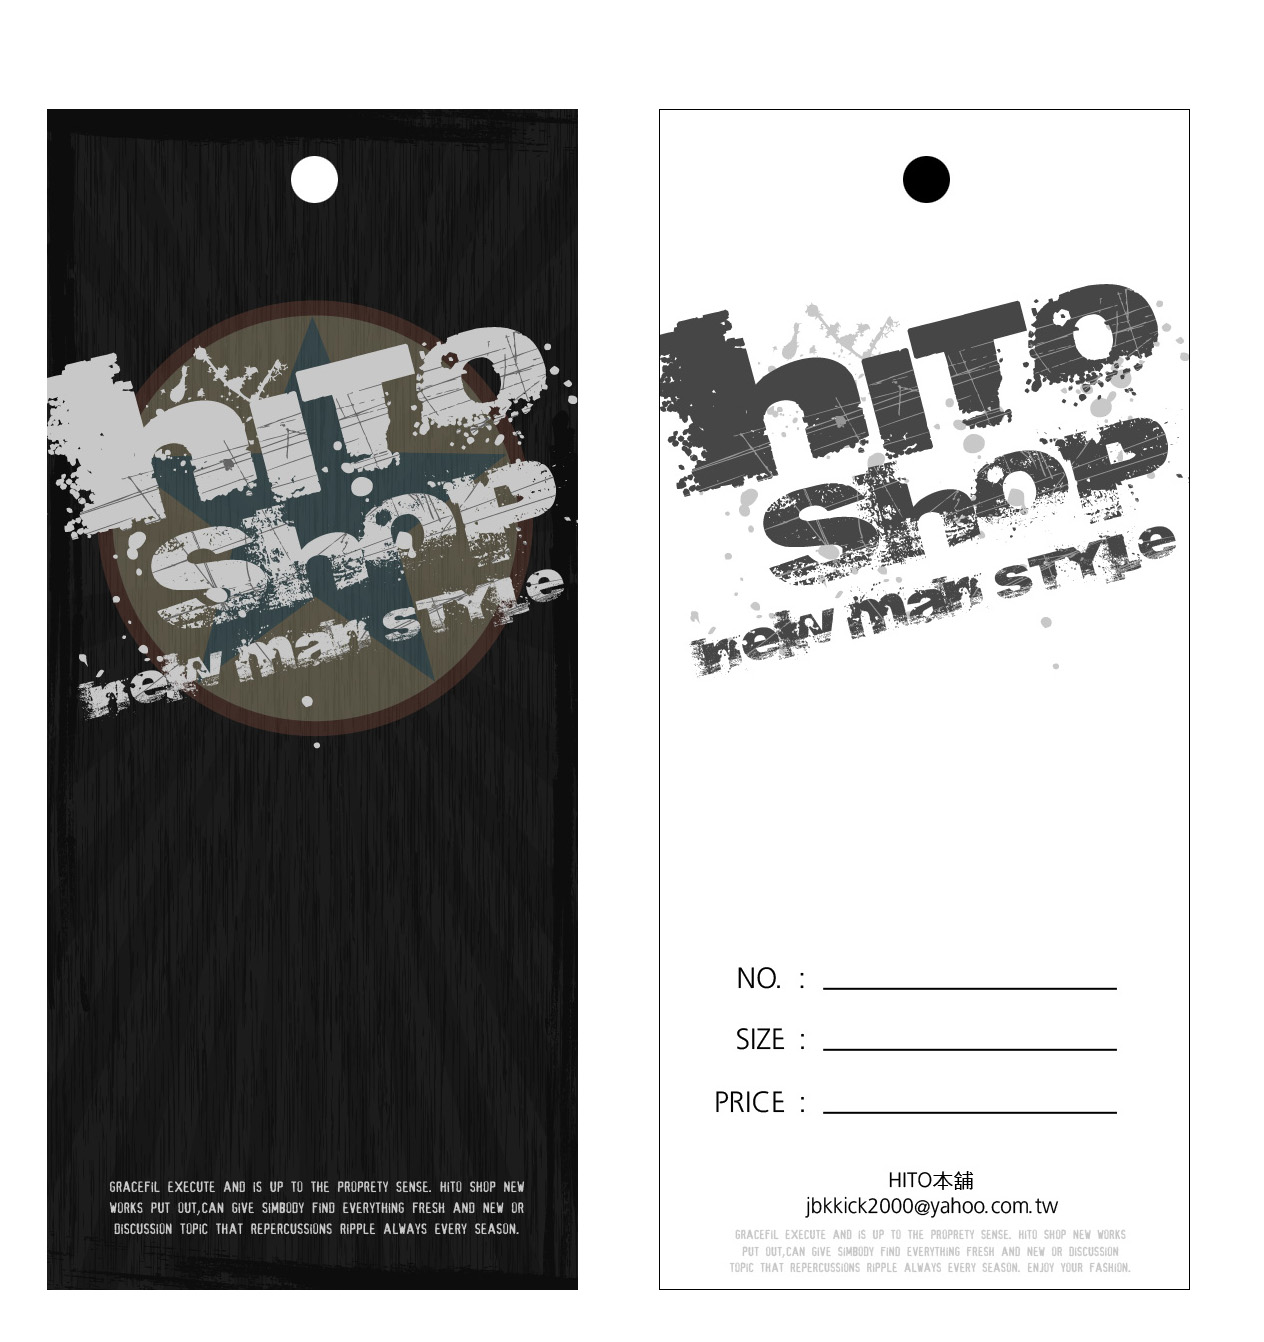 hiTO
shop
new man STYLe
GRACEFIL EXECUTE AND IS UP TO THE PROPRETY SENSE. HITO SHOP NEW
WORKS PUT OUT,CAN GIVE SIMBODY FIND EVERYTHING FRESH AND NEW OR
DISCUSSION TOPIC THAT REPERCUSSIONS RIPPLE ALWAYS EVERY SEASON.
hiTO
shop
new man STYLe
NO. :
SIZE :
PRICE :
HITO本舖
jbkkick2000@yahoo.com.tw
GRACEFIL EXECUTE AND IS UP TO THE PROPRETY SENSE. HITO SHOP NEW WORKS
PUT OUT,CAN GIVE SIMBODY FIND EVERYTHING FRESH AND NEW OR DISCUSSION
TOPIC THAT REPERCUSSIONS RIPPLE ALWAYS EVERY SEASON. ENJOY YOUR FASHION.